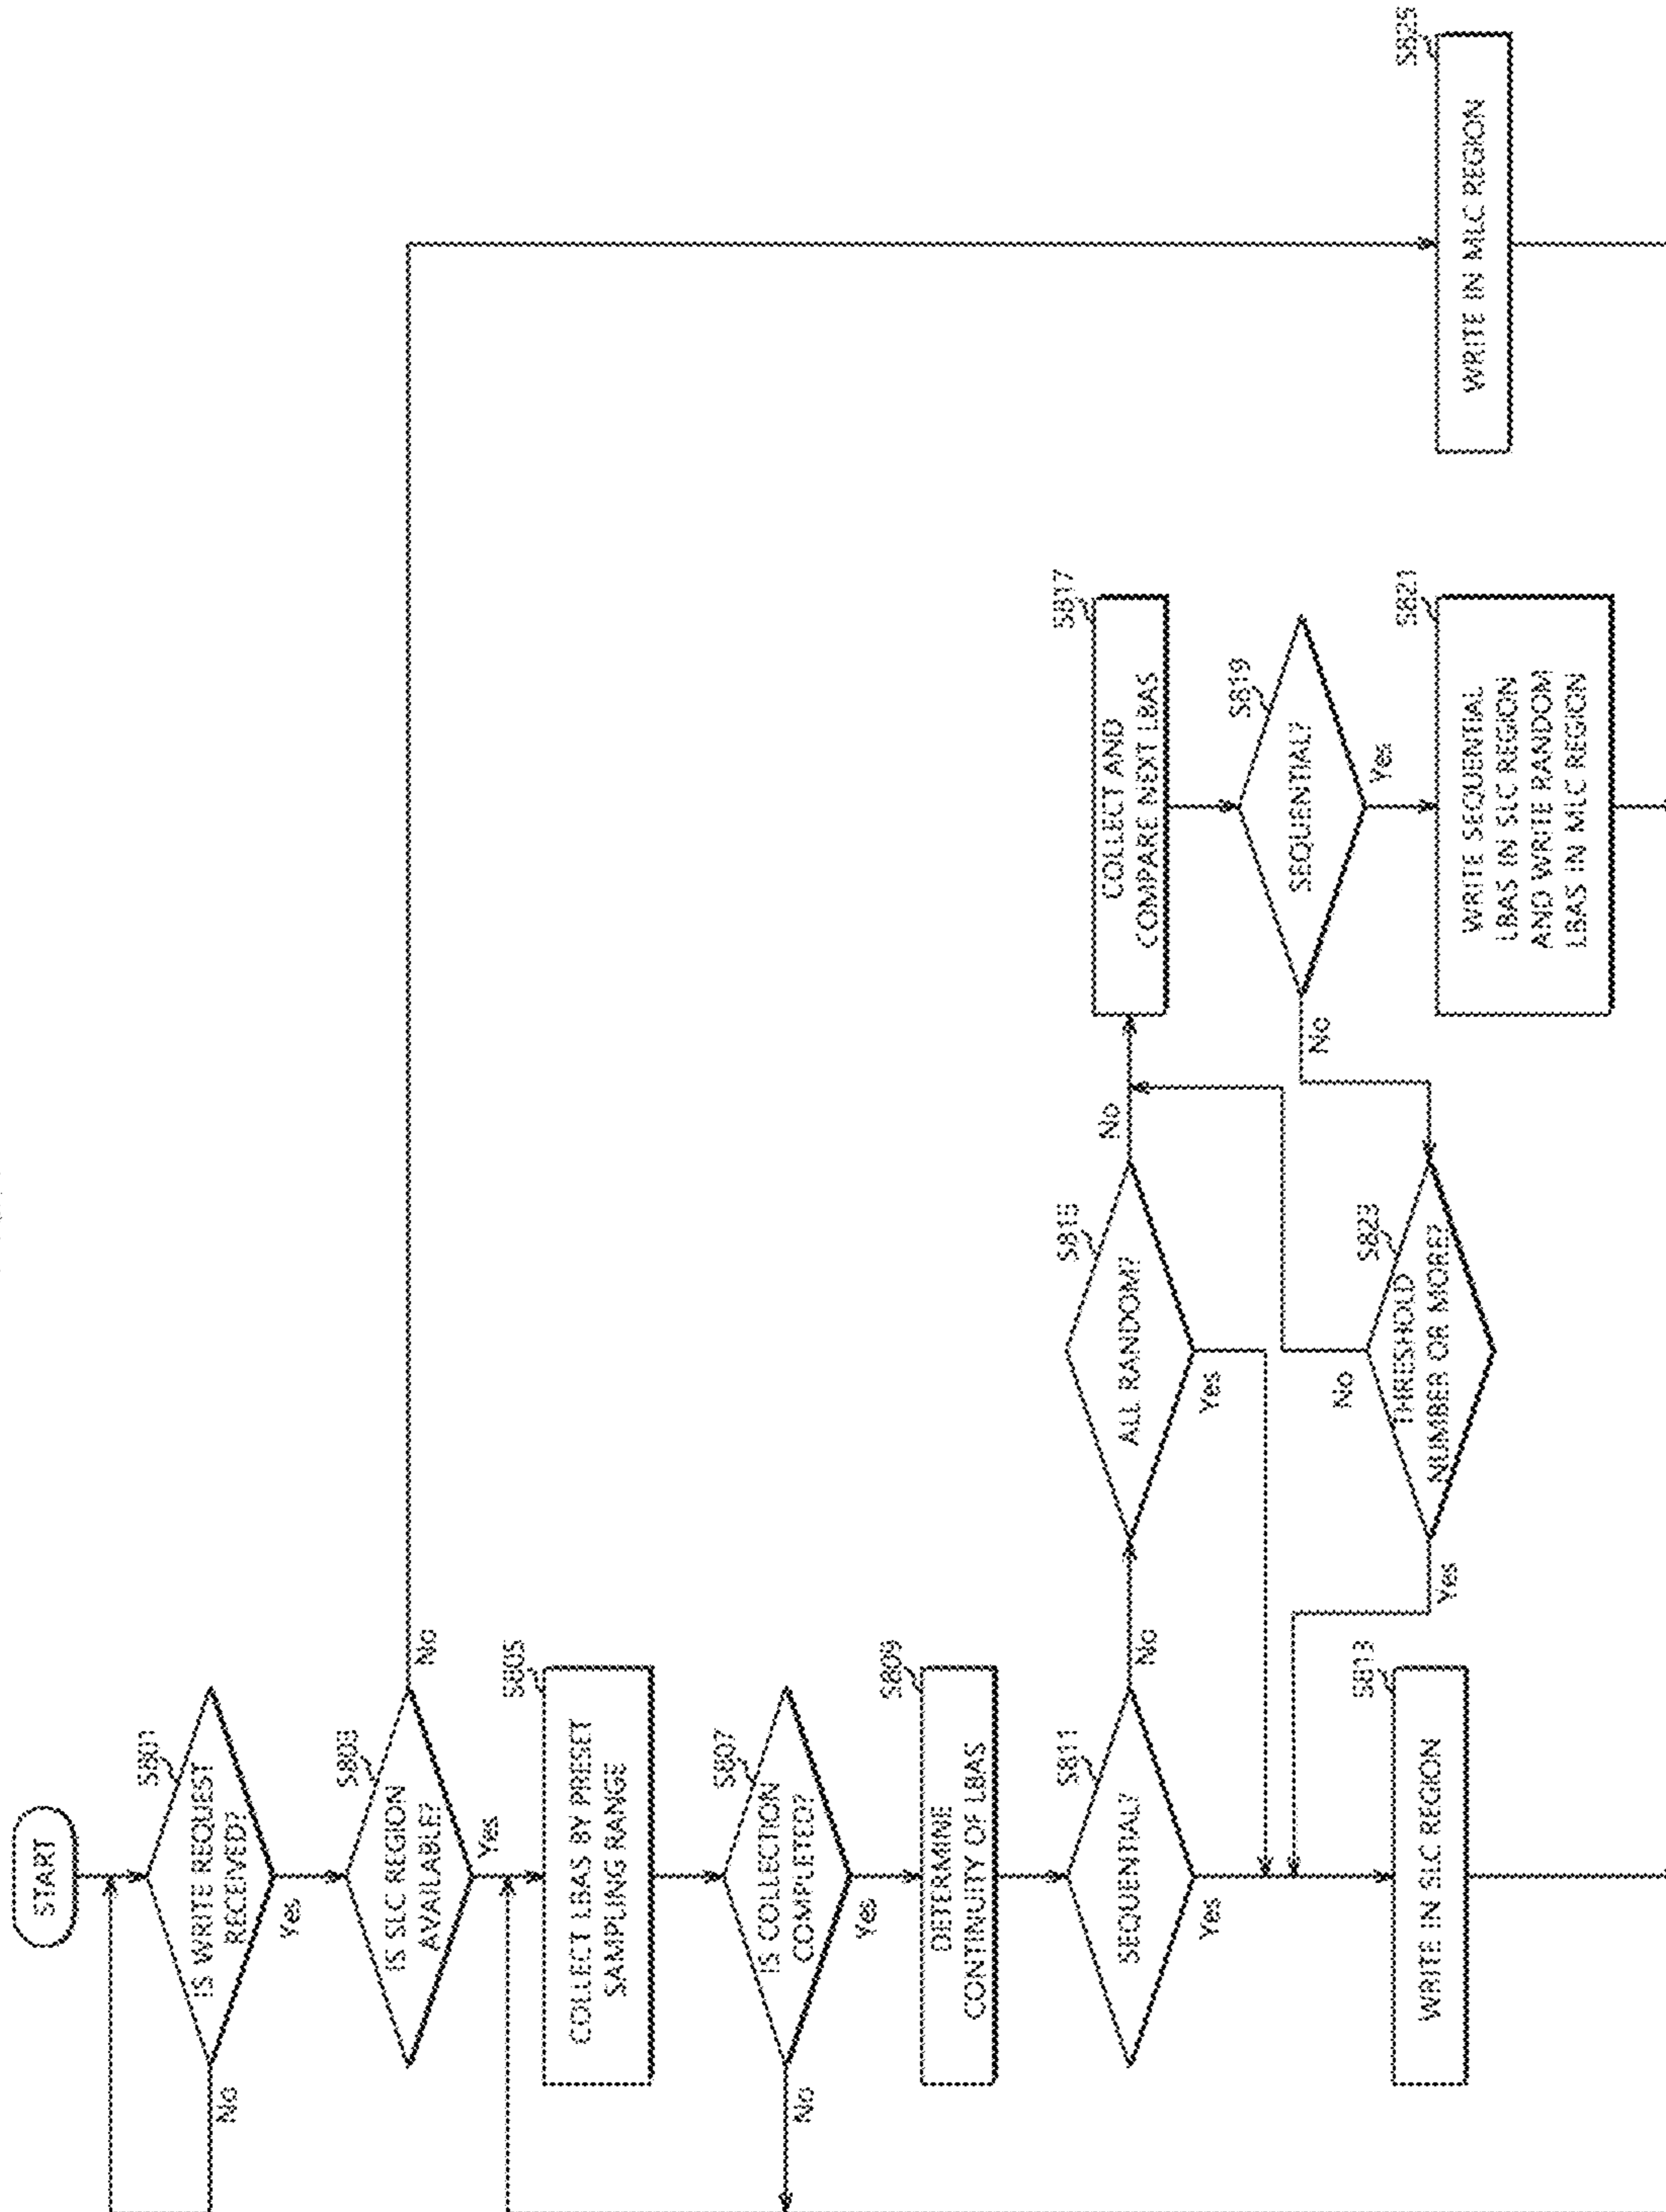 START
S801
IS WRITE REQUEST
RECEIVED?
No
Yes
S803
IS SLC REGION
AVAILABLE?
No
Yes
S805
COLLECT LBAS BY PRESET
SAMPLING RANGE
S807
IS COLLECTION
COMPLETED?
No
Yes
S809
DETERMINE
CONTINUITY OF LBAS
S811
SEQUENTIAL?
No
Yes
S815
ALL RANDOM?
No
Yes
S817
COLLECT AND
COMPARE NEXT LBAS
S819
SEQUENTIAL?
No
Yes
S823
THRESHOLD
NUMBER OR MORE?
No
Yes
S813
WRITE IN SLC REGION
S821
WRITE SEQUENTIAL
LBAS IN SLC REGION
AND WRITE RANDOM
LBAS IN MLC REGION
S825
WRITE IN MLC REGION